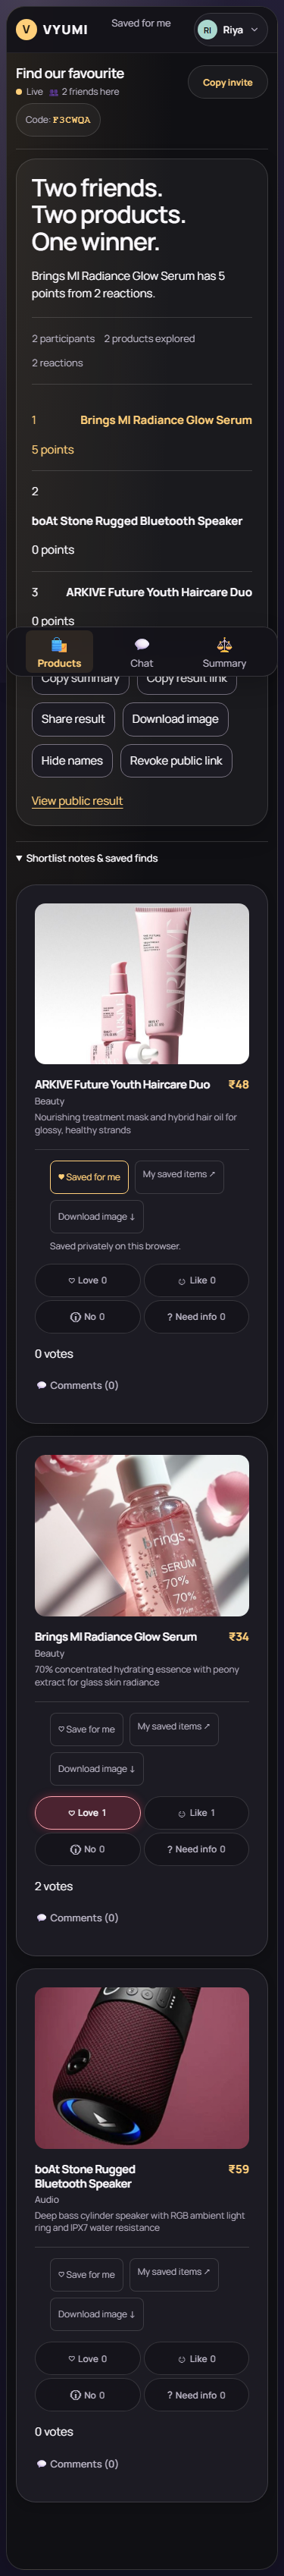 V VYUMI
Saved for me
RI Riya
Find our favourite
Live 2 friends here
Copy invite
Code: F3CWQA
Two friends.
Two products.
One winner.
Brings MI Radiance Glow Serum has 5
points from 2 reactions.
2 participants 2 products explored
2 reactions
1 Brings MI Radiance Glow Serum
5 points
2
boAt Stone Rugged Bluetooth Speaker
0 points
3 ARKIVE Future Youth Haircare Duo
0 points
Products Chat Summary
Copy summary Copy result link
Share result Download image
Hide names Revoke public link
View public result
▼ Shortlist notes & saved finds
ARKIVE
ARKIVE Future Youth Haircare Duo ₹48
Beauty
Nourishing treatment mask and hybrid hair oil for
glossy, healthy strands
♥ Saved for me My saved items ↗
Download image ↓
Saved privately on this browser.
♡ Love 0 ☺ Like 0
No 0 ? Need info 0
0 votes
Comments (0)
brings
MI SERUM
70%
70%
Brings MI Radiance Glow Serum ₹34
Beauty
70% concentrated hydrating essence with peony
extract for glass skin radiance
♡ Save for me My saved items ↗
Download image ↓
♡ Love 1 ☺ Like 1
No 0 ? Need info 0
2 votes
Comments (0)
boAt Stone Rugged ₹59
Bluetooth Speaker
Audio
Deep bass cylinder speaker with RGB ambient light
ring and IPX7 water resistance
♡ Save for me My saved items ↗
Download image ↓
♡ Love 0 ☺ Like 0
No 0 ? Need info 0
0 votes
Comments (0)